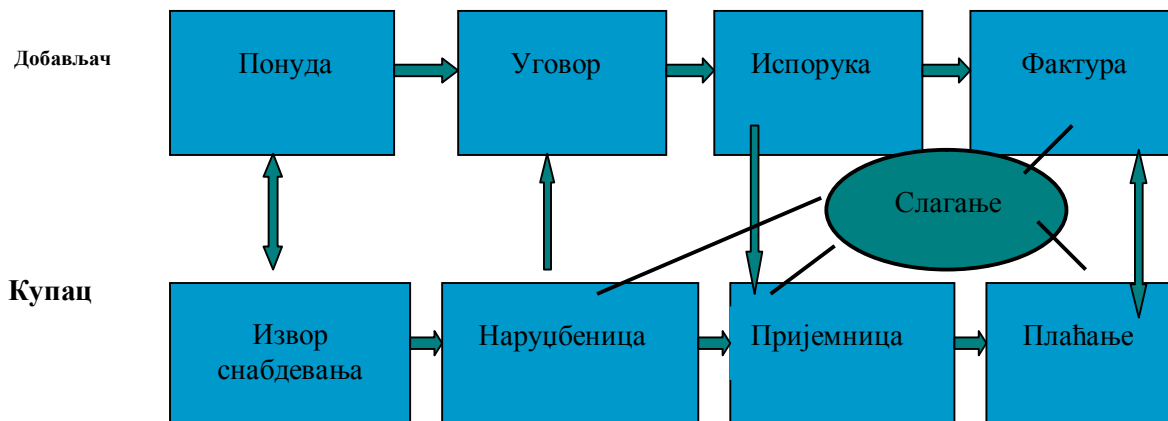 Добављач
Понуда
Уговор
Испорука
Фактура
Слагање
Купац
Извор
снабдевања
Наруџбеница
Пријемница
Плаћање